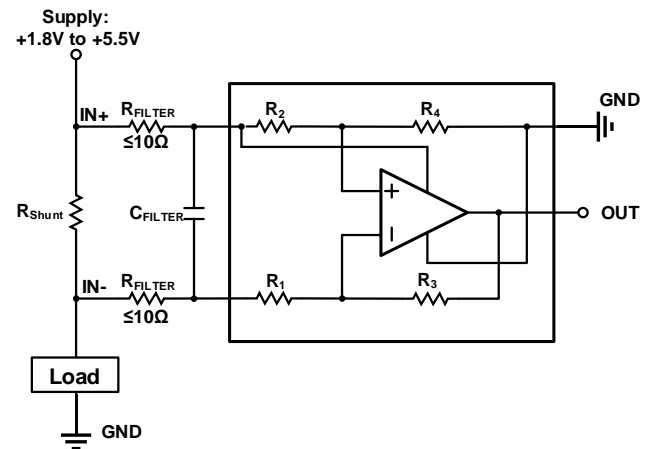 Supply:
+1.8V to +5.5V
IN+
RFILTER
≤10Ω
R2
R4
GND
RShunt
CFILTER
+
OUT
IN-
RFILTER
≤10Ω
R1
R3
Load
GND